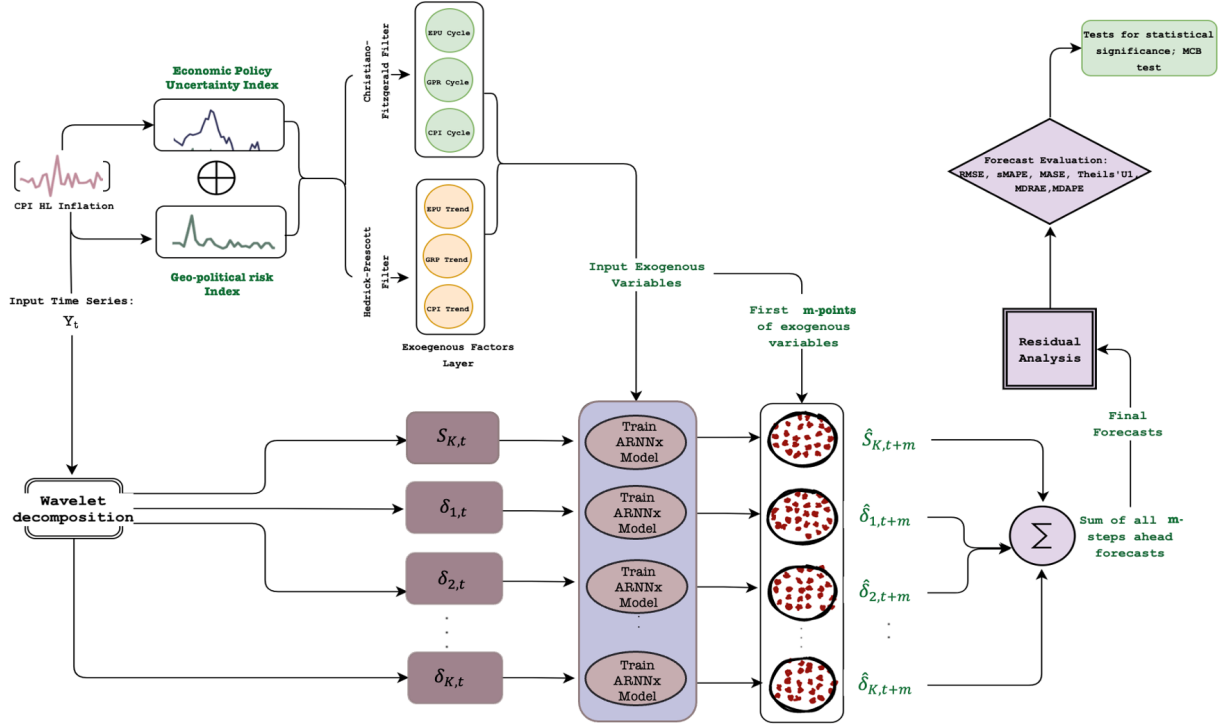 Economic Policy
Uncertainty Index
CPI HL Inflation
Geo-political risk
Index
Input Time Series:
Y_t
Christiano-
Fitzgerald Filter
EPU Cycle
GPR Cycle
CPI Cycle
Hedrick-Prescott
Filter
EPU Trend
GRP Trend
CPI Trend
Exoegenous Factors
Layer
Input Exogenous
Variables
First m-points
of exogenous
variables
Tests for statistical
significance; MCB
test
Forecast Evaluation:
RMSE, sMAPE, MASE, Theils'U1,
MDRAE,MDAPE
Residual
Analysis
Final
Forecasts
Sum of all m-
steps ahead
forecasts
Σ
Wavelet
decomposition
S_{K,t}
δ_{1,t}
δ_{2,t}
δ_{K,t}
Train
ARNNx
Model
Train
ARNNx
Model
Train
ARNNx
Model
Train
ARNNx
Model
Ŝ_{K,t+m}
δ̂_{1,t+m}
δ̂_{2,t+m}
δ̂_{K,t+m}